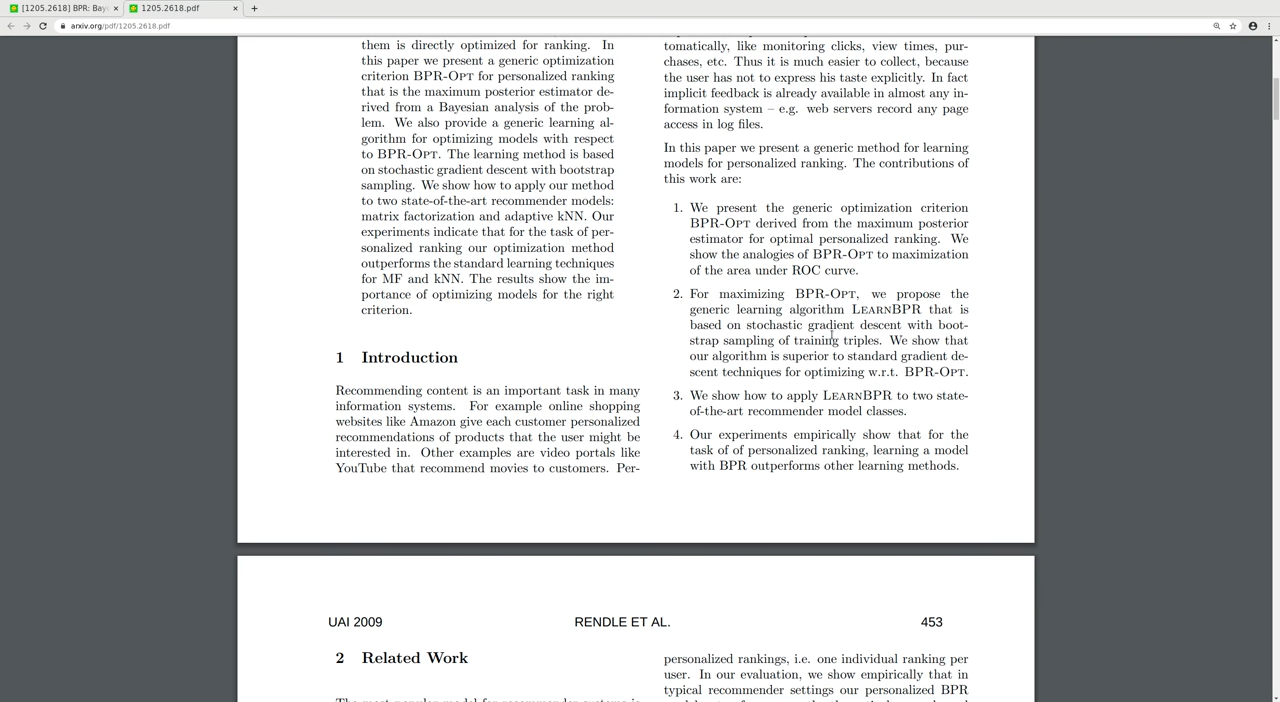 [1205.2618] BPR: Bay
1205.2618.pdf
arxiv.org/pdf/1205.2618.pdf
them is directly optimized for ranking. In
this paper we present a generic optimization
criterion BPR-OPT for personalized ranking
that is the maximum posterior estimator de-
rived from a Bayesian analysis of the prob-
lem. We also provide a generic learning al-
gorithm for optimizing models with respect
to BPR-OPT. The learning method is based
on stochastic gradient descent with bootstrap
sampling. We show how to apply our method
to two state-of-the-art recommender models:
matrix factorization and adaptive kNN. Our
experiments indicate that for the task of per-
sonalized ranking our optimization method
outperforms the standard learning techniques
for MF and kNN. The results show the im-
portance of optimizing models for the right
criterion.
1 Introduction
Recommending content is an important task in many
information systems. For example online shopping
websites like Amazon give each customer personalized
recommendations of products that the user might be
interested in. Other examples are video portals like
YouTube that recommend movies to customers. Per-
tomatically, like monitoring clicks, view times, pur-
chases, etc. Thus it is much easier to collect, because
the user has not to express his taste explicitly. In fact
implicit feedback is already available in almost any in-
formation system – e.g. web servers record any page
access in log files.
In this paper we present a generic method for learning
models for personalized ranking. The contributions of
this work are:
1. We present the generic optimization criterion
BPR-OPT derived from the maximum posterior
estimator for optimal personalized ranking. We
show the analogies of BPR-OPT to maximization
of the area under ROC curve.
2. For maximizing BPR-OPT, we propose the
generic learning algorithm LEARNBPR that is
based on stochastic gradient descent with boot-
strap sampling of training triples. We show that
our algorithm is superior to standard gradient de-
scent techniques for optimizing w.r.t. BPR-OPT.
3. We show how to apply LEARNBPR to two state-
of-the-art recommender model classes.
4. Our experiments empirically show that for the
task of of personalized ranking, learning a model
with BPR outperforms other learning methods.
UAI 2009
RENDLE ET AL.
453
2 Related Work
The most popular model for recommender systems is
personalized rankings, i.e. one individual ranking per
user. In our evaluation, we show empirically that in
typical recommender settings our personalized BPR